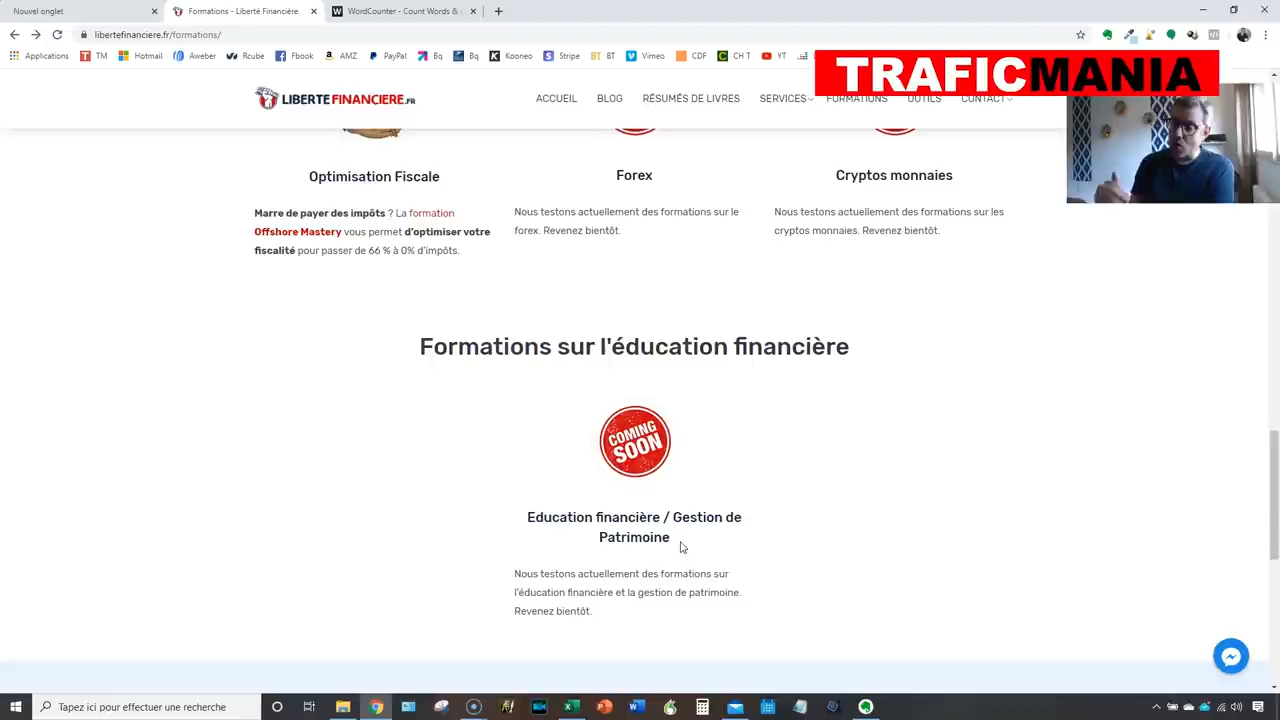 Nouvel onglet
Formations - Liberté Financière
WordCounter - Count Words &
libertefinanciere.fr/formations/
Applications TM Hotmail Aweber Rcube Fbook AMZ PayPal Bq Bq Kooneo Stripe BT Vimeo CDF CH T YT
TRAFICMANIA
LIBERTEFINANCIERE.FR
ACCUEIL BLOG RÉSUMÉS DE LIVRES SERVICES FORMATIONS OUTILS CONTACT
Optimisation Fiscale
Marre de payer des impôts ? La formation
Offshore Mastery vous permet d'optimiser votre
fiscalité pour passer de 66 % à 0% d'impôts.
Forex
Nous testons actuellement des formations sur le
forex. Revenez bientôt.
Cryptos monnaies
Nous testons actuellement des formations sur les
cryptos monnaies. Revenez bientôt.
Formations sur l'éducation financière
COMING
SOON
Education financière / Gestion de
Patrimoine
Nous testons actuellement des formations sur
l'éducation financière et la gestion de patrimoine.
Revenez bientôt.
Tapez ici pour effectuer une recherche